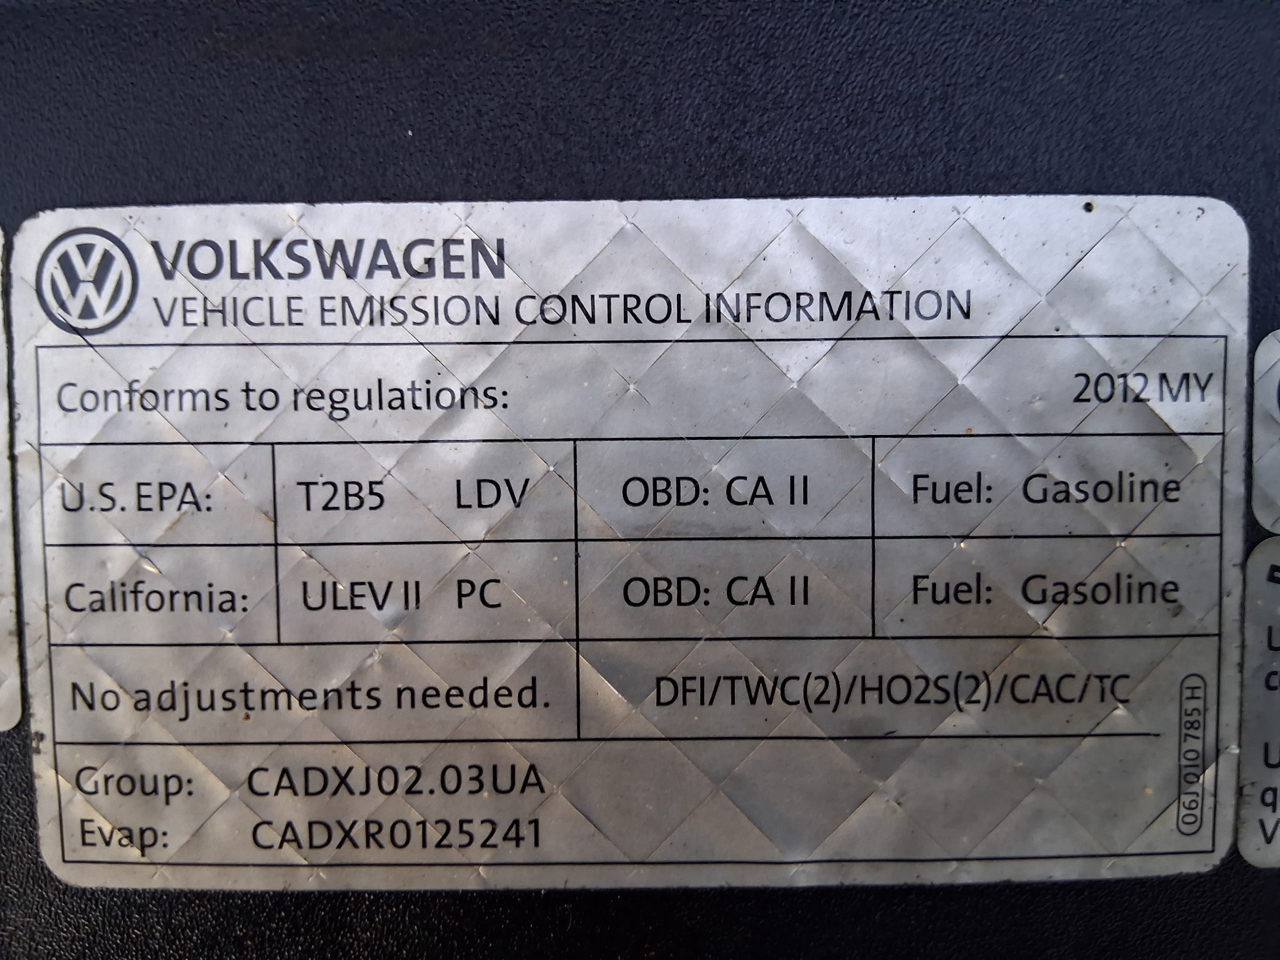 VOLKSWAGEN
VEHICLE EMISSION CONTROL INFORMATION
Conforms to regulations: 2012 MY
U.S. EPA: T2B5 LDV OBD: CA II Fuel: Gasoline
California: ULEV II PC OBD: CA II Fuel: Gasoline
No adjustments needed. DFI/TWC(2)/HO2S(2)/CAC/TC
Group: CADXJ02.03UA
Evap: CADXR0125241
06J 010 785 H